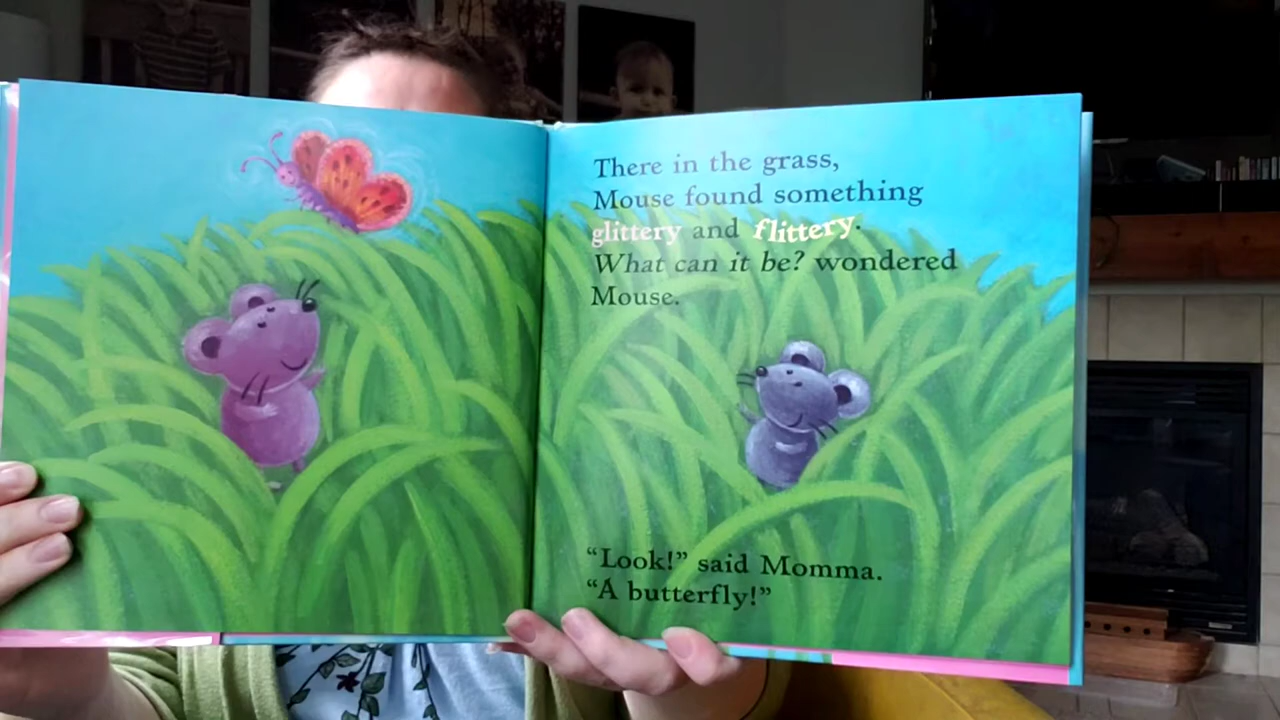 There in the grass,
Mouse found something
glittery and flittery.
What can it be? wondered
Mouse.
“Look!” said Momma.
“A butterfly!”